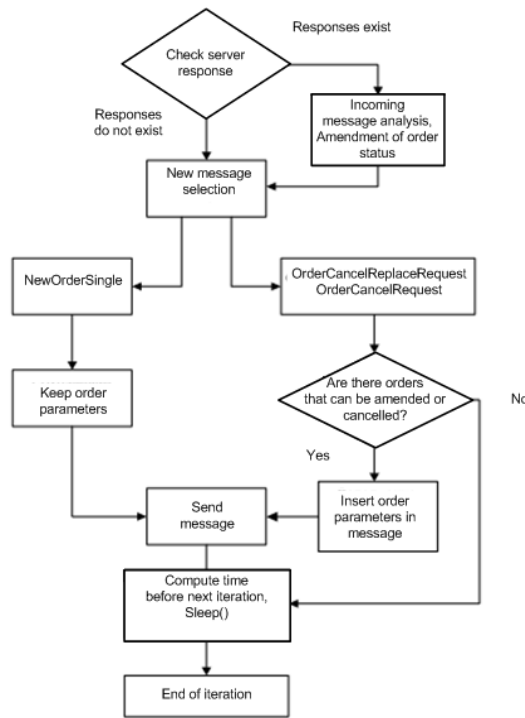 Responses exist
Check server
response
Responses
do not exist
Incoming
message analysis,
Amendment of order
status
New message
selection
NewOrderSingle
OrderCancelReplaceRequest
OrderCancelRequest
Keep order
parameters
Are there orders
that can be amended or
cancelled?
No
Yes
Send
message
Insert order
parameters in
message
Compute time
before next iteration,
Sleep()
End of iteration